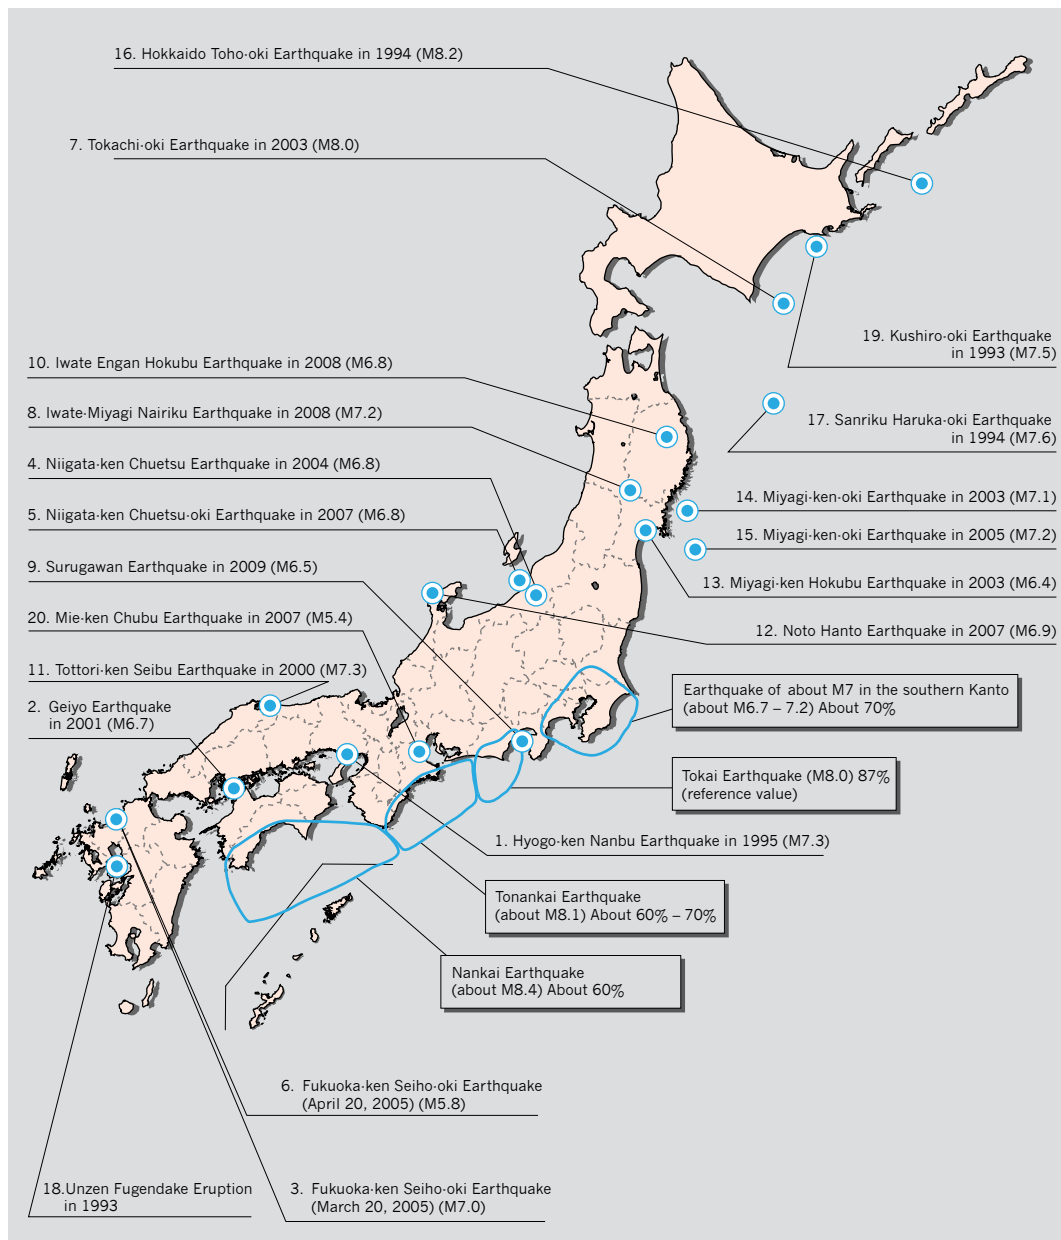 16. Hokkaido Toho-oki Earthquake in 1994 (M8.2)
7. Tokachi-oki Earthquake in 2003 (M8.0)
19. Kushiro-oki Earthquake
in 1993 (M7.5)
10. Iwate Engan Hokubu Earthquake in 2008 (M6.8)
8. Iwate-Miyagi Nairiku Earthquake in 2008 (M7.2)
17. Sanriku Haruka-oki Earthquake
in 1994 (M7.6)
4. Niigata-ken Chuetsu Earthquake in 2004 (M6.8)
14. Miyagi-ken-oki Earthquake in 2003 (M7.1)
5. Niigata-ken Chuetsu-oki Earthquake in 2007 (M6.8)
15. Miyagi-ken-oki Earthquake in 2005 (M7.2)
9. Surugawan Earthquake in 2009 (M6.5)
13. Miyagi-ken Hokubu Earthquake in 2003 (M6.4)
20. Mie-ken Chubu Earthquake in 2007 (M5.4)
12. Noto Hanto Earthquake in 2007 (M6.9)
11. Tottori-ken Seibu Earthquake in 2000 (M7.3)
2. Geiyo Earthquake
in 2001 (M6.7)
Earthquake of about M7 in the southern Kanto
(about M6.7 – 7.2) About 70%
Tokai Earthquake (M8.0) 87%
(reference value)
1. Hyogo-ken Nanbu Earthquake in 1995 (M7.3)
Tonankai Earthquake
(about M8.1) About 60% – 70%
Nankai Earthquake
(about M8.4) About 60%
6. Fukuoka-ken Seiho-oki Earthquake
(April 20, 2005) (M5.8)
18.Unzen Fugendake Eruption
in 1993
3. Fukuoka-ken Seiho-oki Earthquake
(March 20, 2005) (M7.0)